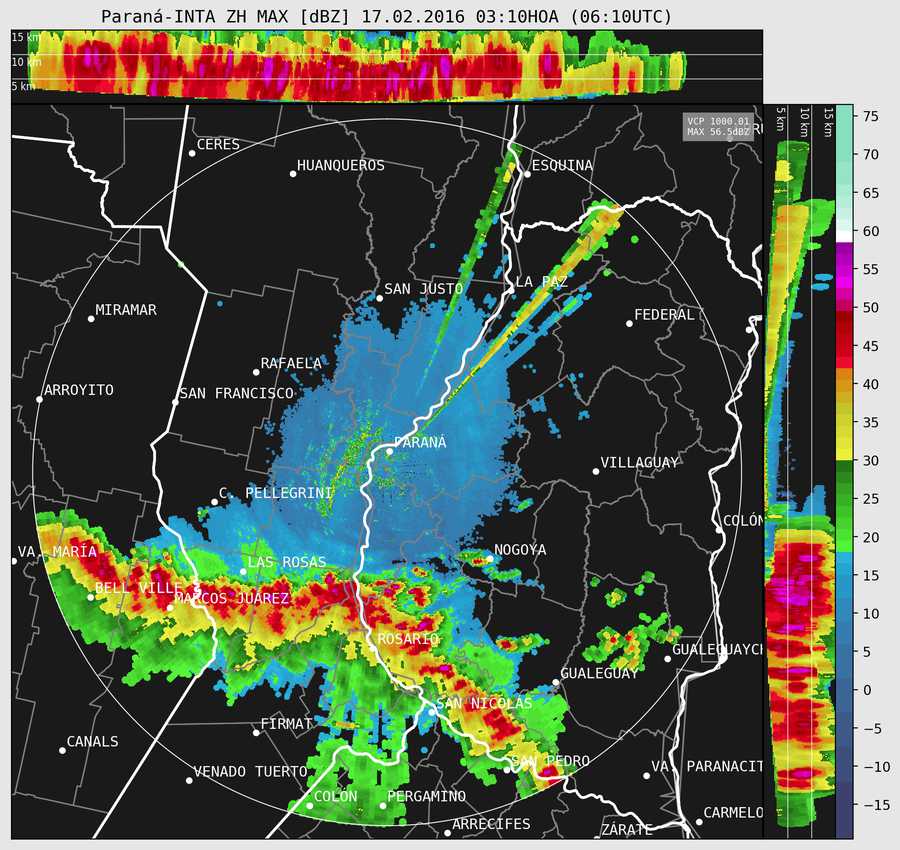 Paraná-INTA ZH MAX [dBZ] 17.02.2016 03:10HOA (06:10UTC)
15 km
10 km
5 km
VCP 1000.01
MAX 56.5dBZ
5 km
10 km
15 km
CERES
HUANQUEROS
ESQUINA
SAN JUSTO
LA PAZ
MIRAMAR
FEDERAL
RAFAELA
ARROYITO
SAN FRANCISCO
PARANÁ
VILLAGUAY
C. PELLEGRINI
COLÓN
VA. MARÍA
NOGOYA
LAS ROSAS
BELL VILLE
MARCOS JUÁREZ
ROSARIO
GUALEGUAYCH
GUALEGUAY
SAN NICOLÁS
FIRMAT
CANALS
SAN PEDRO
VENADO TUERTO
VA. PARANACIT
COLÓN
PERGAMINO
CARMELO
ARRECIFES
ZÁRATE
75
70
65
60
55
50
45
40
35
30
25
20
15
10
5
0
−5
−10
−15